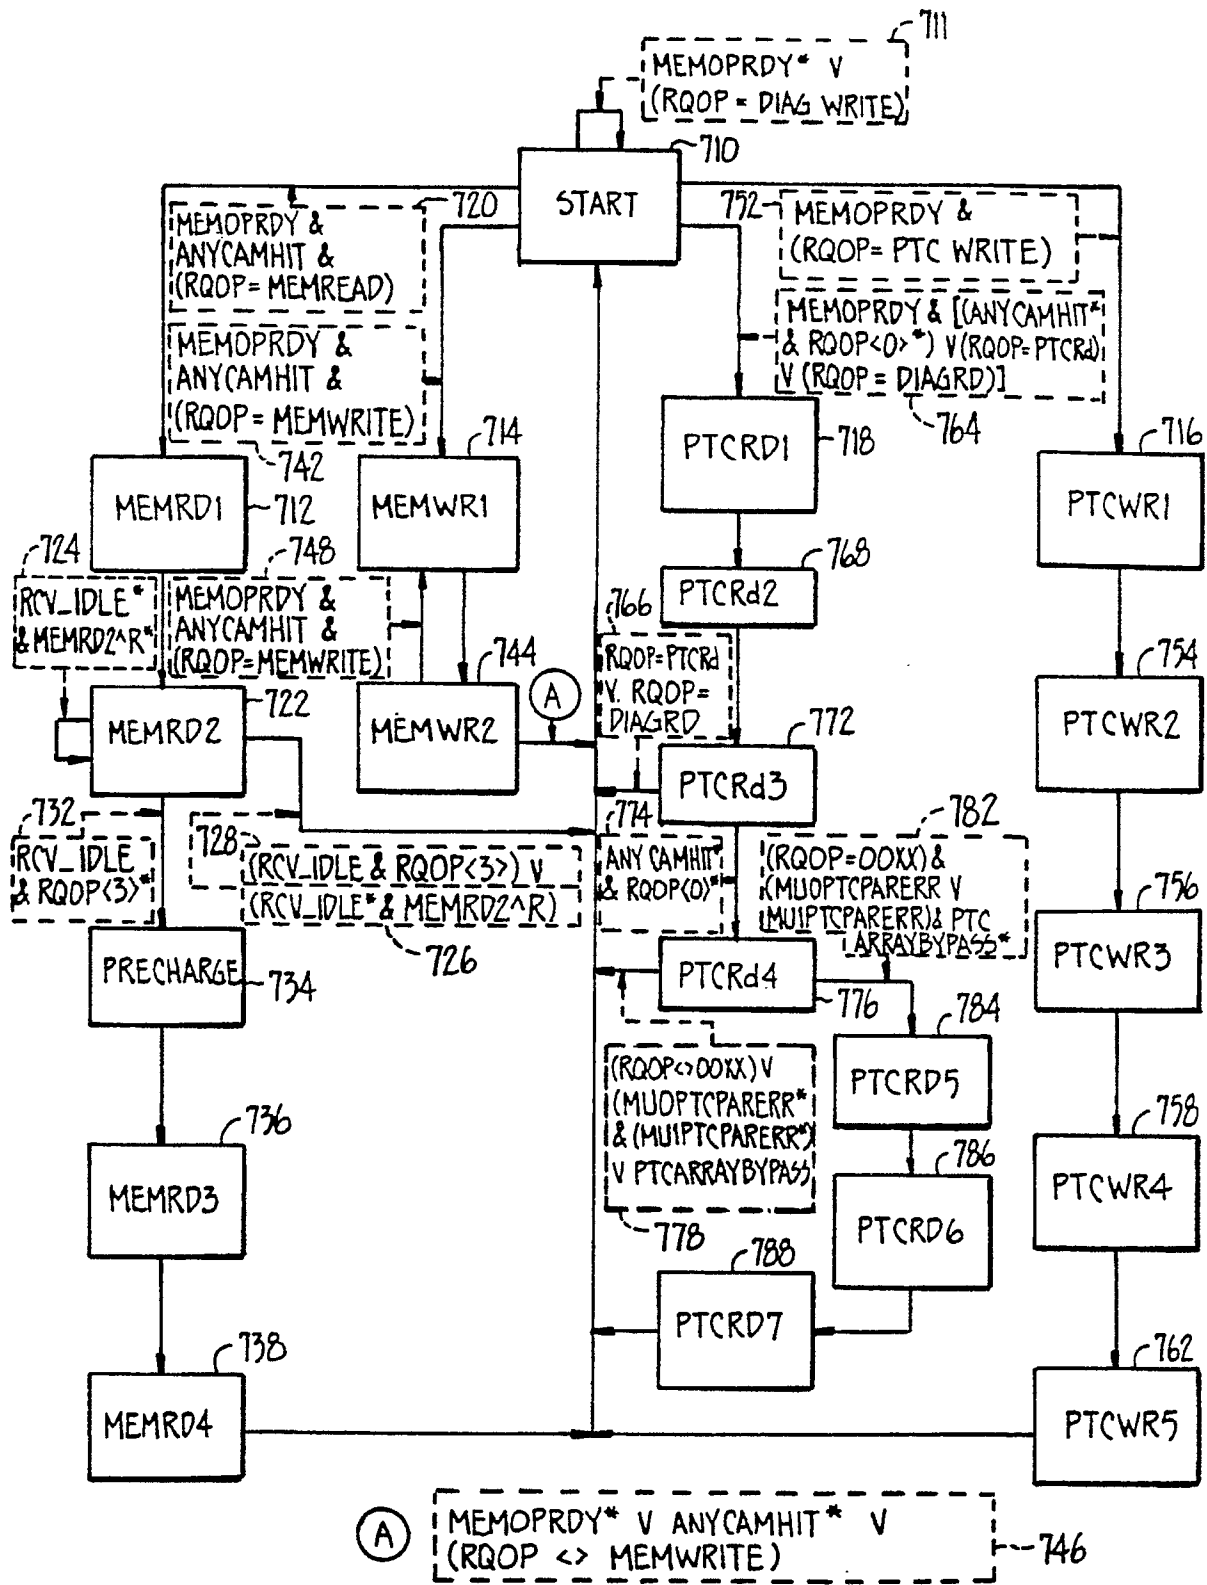 711
MEMOPRDY* V
(RQOP = DIAG WRITE)
710
START
720
MEMOPRDY &
ANYCAMHIT &
(RQOP = MEMREAD)
752
MEMOPRDY &
(RQOP = PTC WRITE)
MEMOPRDY &
ANYCAMHIT &
(RQOP = MEMWRITE)
742
MEMOPRDY & [(ANYCAMHIT*
& RQOP<0>*) V (RQOP=PTCRd)
V (RQOP = DIAGRD)]
764
714
716
MEMRD1
712
MEMWR1
PTCRD1
718
PTCWR1
724
RCV_IDLE*
& MEMRD2^R*
748
MEMOPRDY &
ANYCAMHIT &
(RQOP=MEMWRITE)
768
PTCRd2
766
RQOP=PTCRd
V RQOP=
DIAGRD
744
754
MEMRD2
722
MEMWR2
A
772
PTCRd3
PTCWR2
732
RCV_IDLE
& RQOP<3>*
728
(RCV_IDLE & RQOP<3>) V
(RCV_IDLE* & MEMRD2^R)
726
774
ANY CAMHIT*
& RQOP<0>*
782
(RQOP=00XX) &
(MU0PTCPARERR V
MU1PTCPARERR) & PTC
ARRAYBYPASS*
756
PRECHARGE
734
PTCRd4
776
PTCWR3
784
PTCRD5
(RQOP<>00XX) V
(MU0PTCPARERR*
& (MU1PTCPARERR*)
V PTCARRAYBYPASS
778
736
MEMRD3
786
PTCRD6
758
PTCWR4
788
PTCRD7
738
MEMRD4
762
PTCWR5
A
MEMOPRDY* V ANYCAMHIT* V
(RQOP <> MEMWRITE)
746